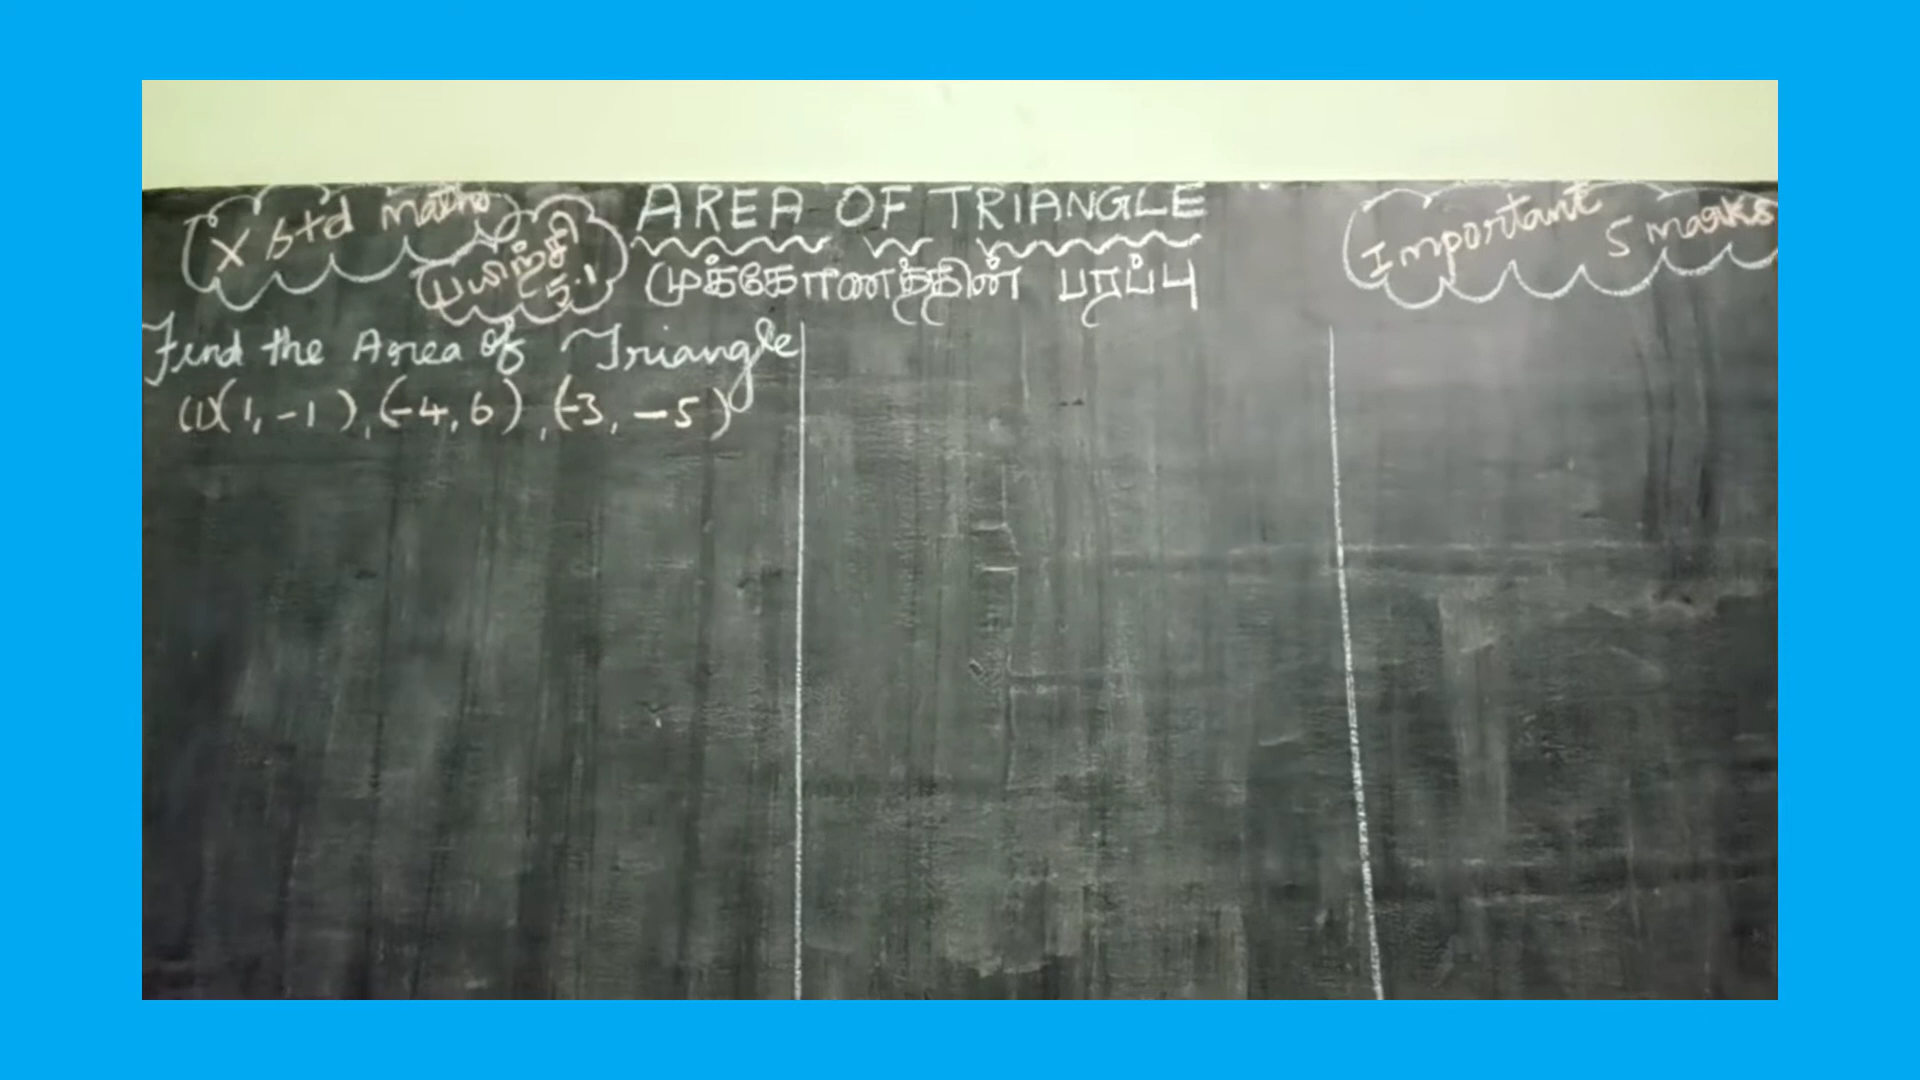 X std maths
பயிற்சி
5.1
AREA OF TRIANGLE
முக்கோணத்தின் பரப்பு
Important
5 marks
Find the Area of Triangle
(1) (1, -1), (-4, 6), (-3, -5)